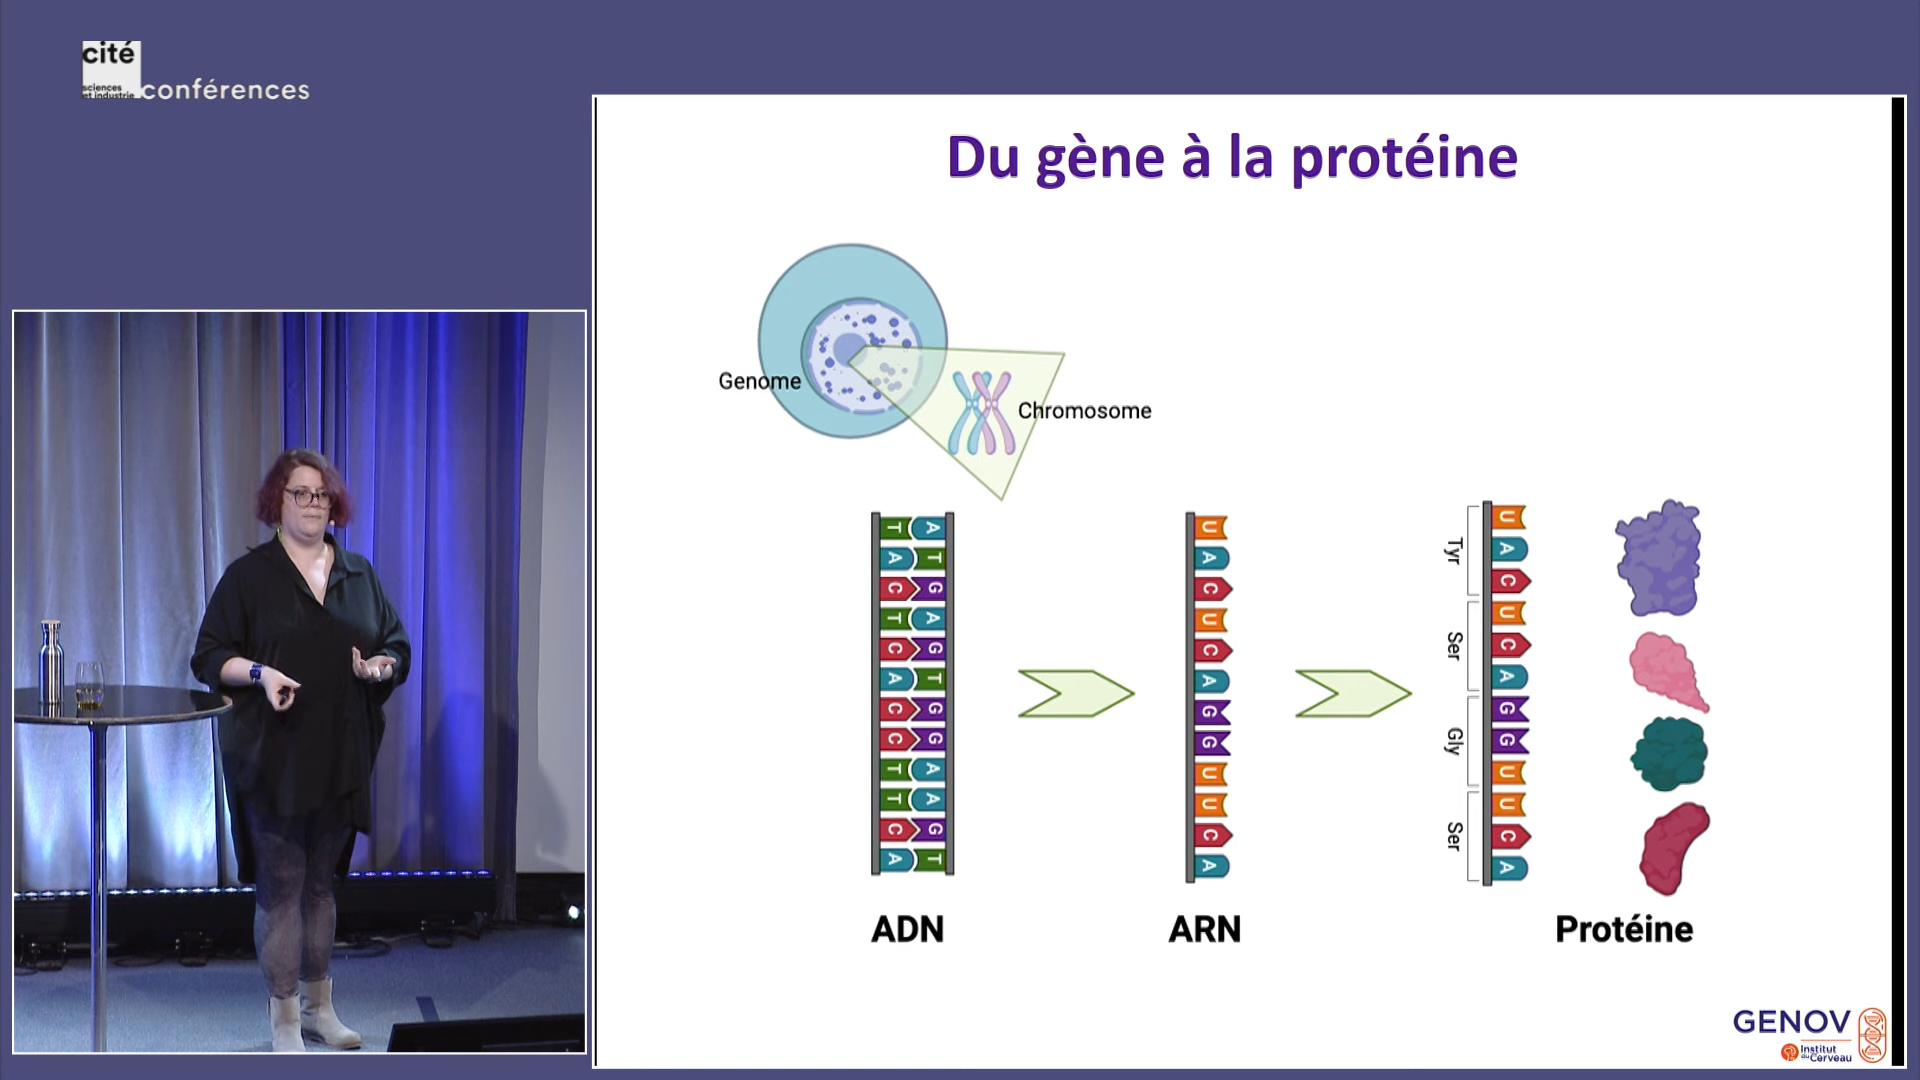 cité
sciences
et industrie
conférences
Du gène à la protéine
Genome
Chromosome
T A
A T
C G
T A
C G
A T
C G
C G
T A
T A
C G
A T
U
A
C
U
C
A
G
G
U
U
C
A
Tyr
Ser
Gly
Ser
U
A
C
U
C
A
G
G
U
U
C
A
ADN
ARN
Protéine
GENOV
Institut
du Cerveau